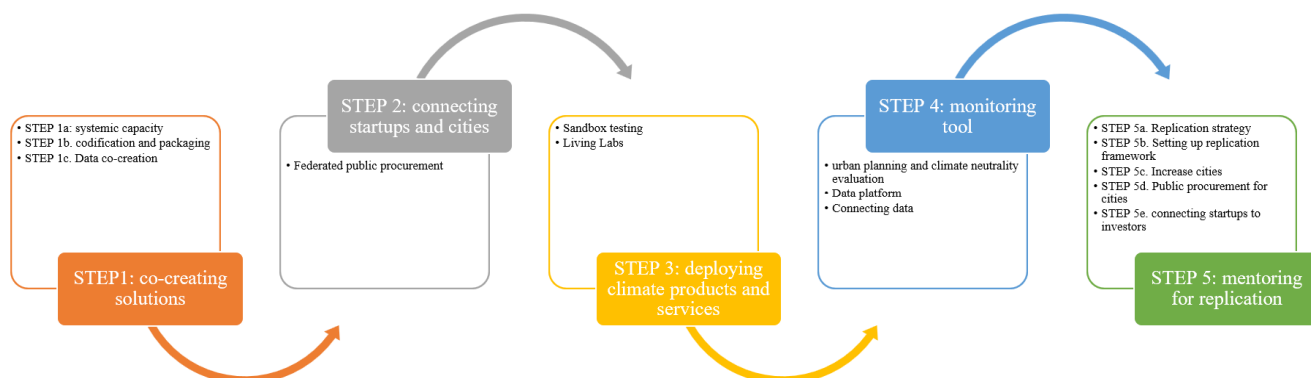 STEP1: co-creating
solutions
• STEP 1a: systemic capacity
• STEP 1b. codification and packaging
• STEP 1c. Data co-creation
STEP 2: connecting
startups and cities
• Federated public procurement
STEP 3: deploying
climate products and
services
• Sandbox testing
• Living Labs
STEP 4: monitoring
tool
• urban planning and climate neutrality
evaluation
• Data platform
• Connecting data
STEP 5: mentoring
for replication
• STEP 5a. Replication strategy
• STEP 5b. Setting up replication
framework
• STEP 5c. Increase cities
• STEP 5d. Public procurement for
cities
• STEP 5e. connecting startups to
investors